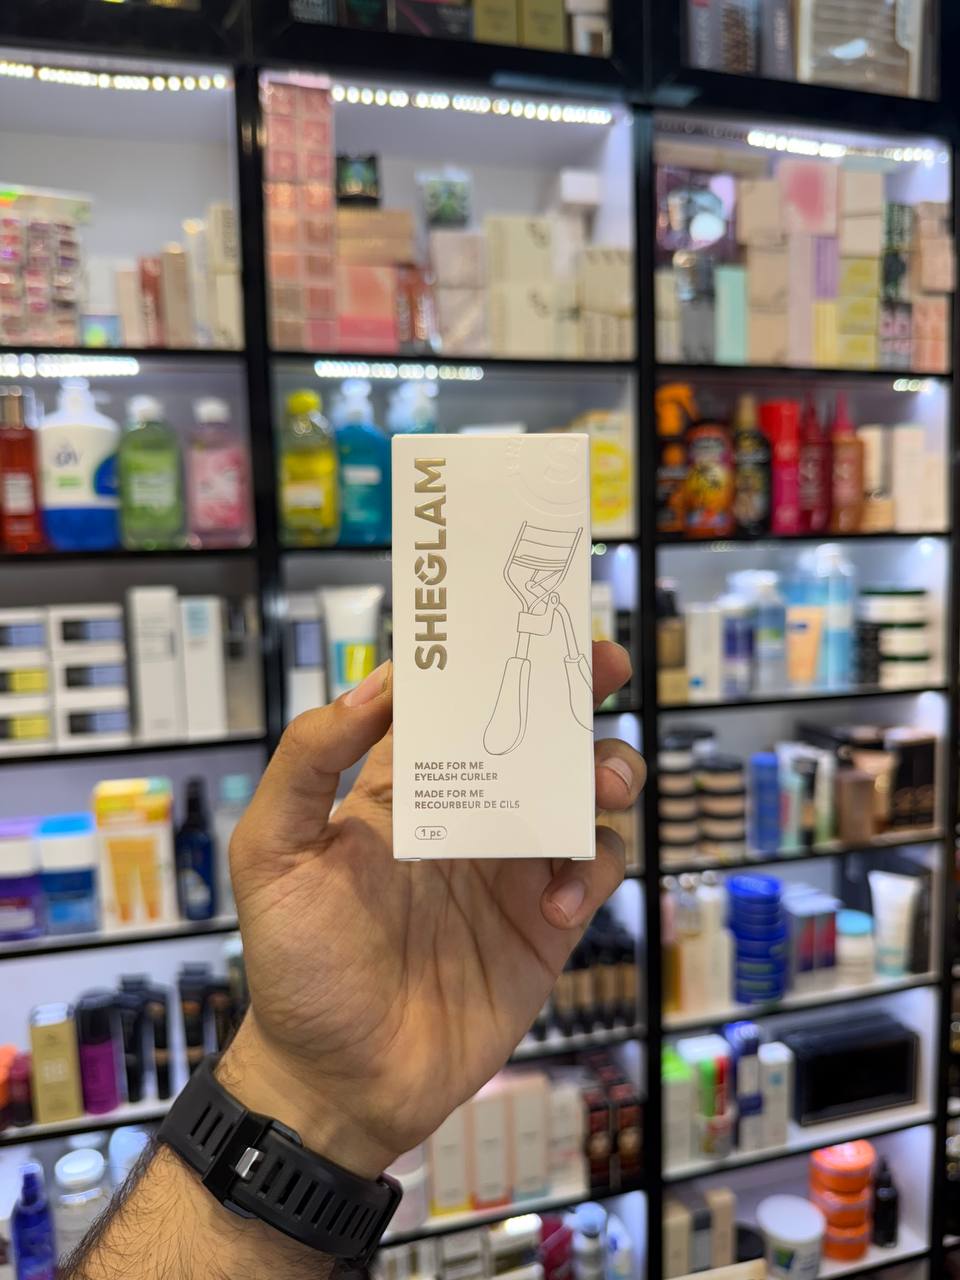 SHEGLAM
MADE FOR ME
EYELASH CURLER
MADE FOR ME
RECOURBEUR DE CILS
1 pc